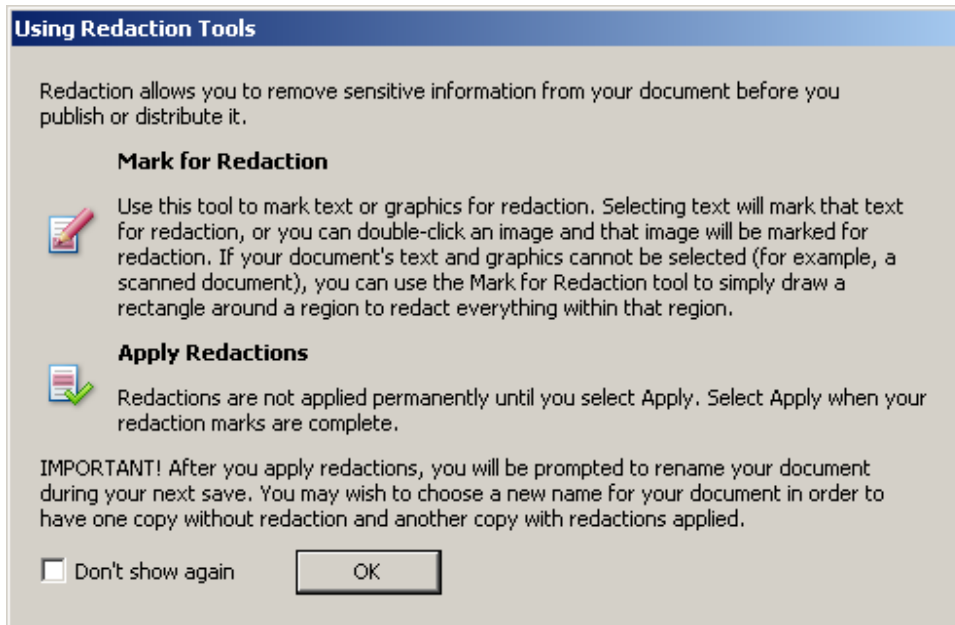 Using Redaction Tools
Redaction allows you to remove sensitive information from your document before you
publish or distribute it.
Mark for Redaction
Use this tool to mark text or graphics for redaction. Selecting text will mark that text
for redaction, or you can double-click an image and that image will be marked for
redaction. If your document's text and graphics cannot be selected (for example, a
scanned document), you can use the Mark for Redaction tool to simply draw a
rectangle around a region to redact everything within that region.
Apply Redactions
Redactions are not applied permanently until you select Apply. Select Apply when your
redaction marks are complete.
IMPORTANT! After you apply redactions, you will be prompted to rename your document
during your next save. You may wish to choose a new name for your document in order to
have one copy without redaction and another copy with redactions applied.
Don't show again
OK